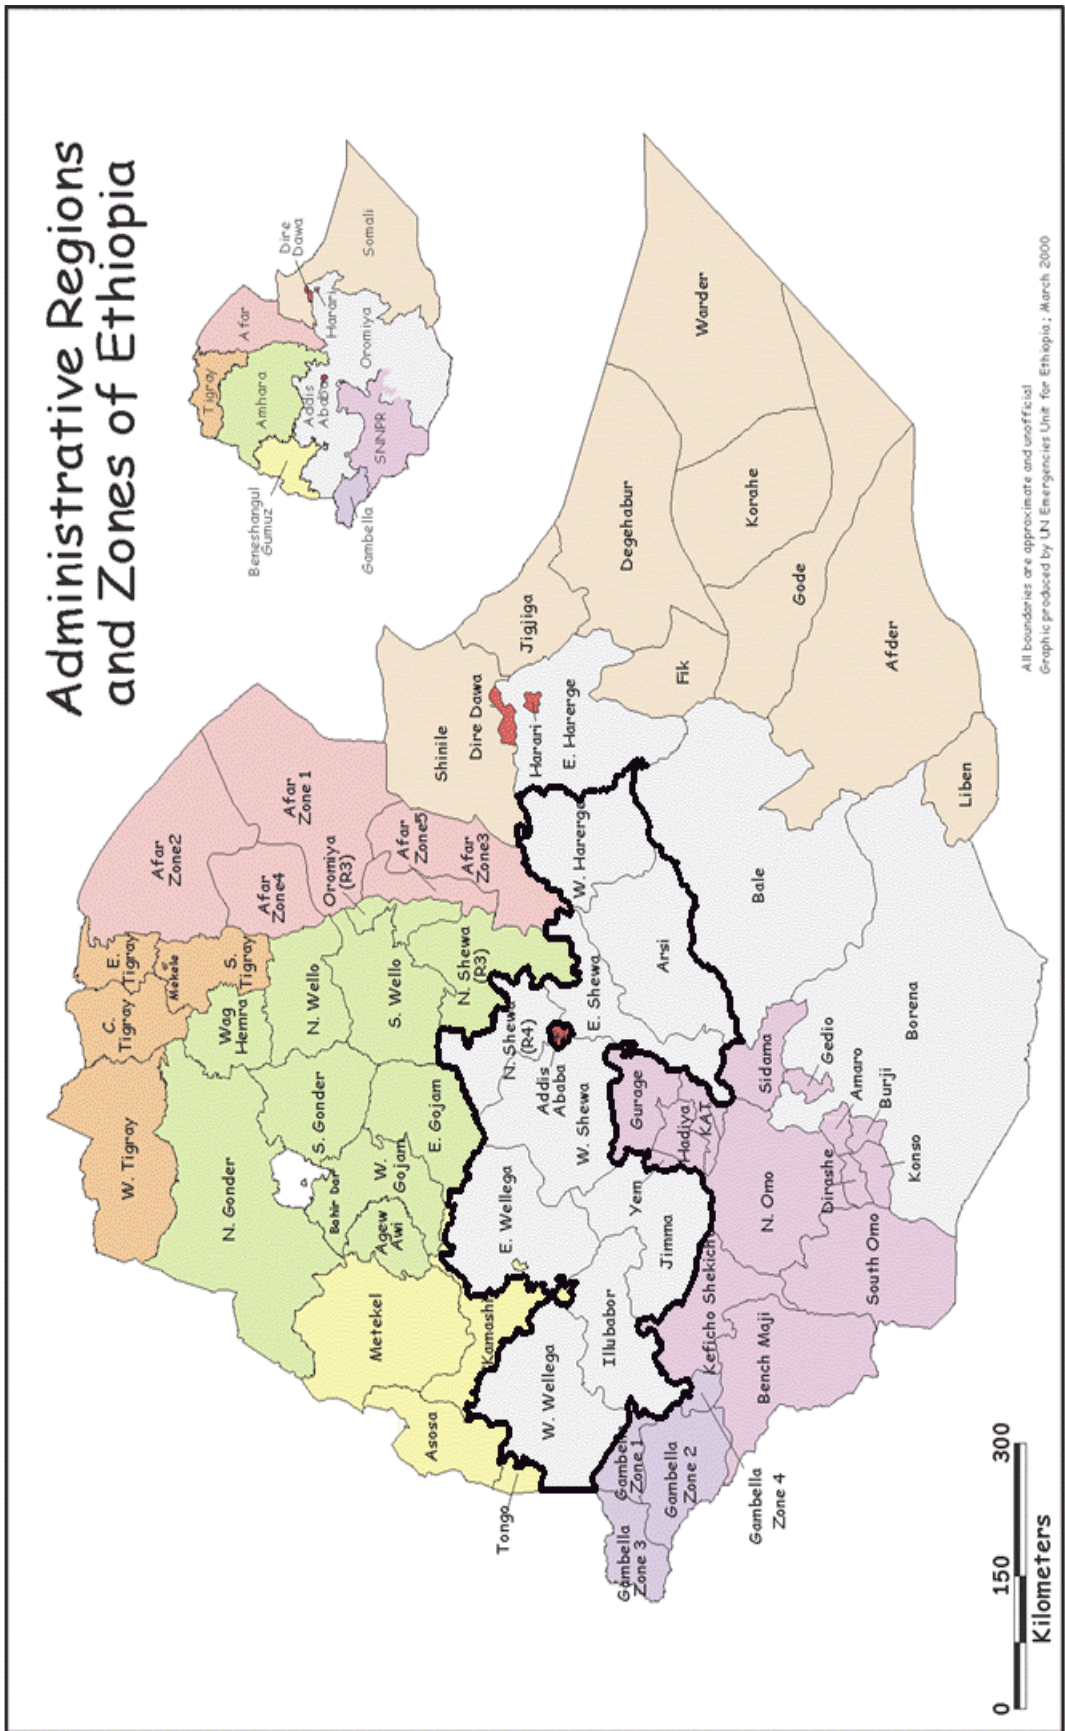 Administrative Regions
and Zones of Ethiopia
Tigray
Afar
Amhara
Beneshangul
Gumuz
Addis
Ababa
Dire
Dawa
Harari
Somali
Oromiya
SNNPR
Gambella
W. Tigray
C.
Tigray
E.
Tigray
Mekele
S.
Tigray
Afar
Zone2
Afar
Zone 1
Afar
Zone4
Oromiya
(R3)
Afar
Zone5
Afar
Zone3
N. Gonder
Wag
Hemra
N. Wello
S. Gonder
S. Wello
Bahir Dar
W.
Gojam
Agew
Awi
E. Gojam
N. Shewa
(R3)
Metekel
Kamashi
Asosa
Tongo
Shinile
Dire Dawa
Jigjiga
Harari
E. Harerge
W. Harerge
Degehabur
Fik
Warder
Korahe
Gode
Afder
Liben
N. Shewa
(R4)
Addis
Ababa
E. Shewa
W. Shewa
E. Wellega
W. Wellega
Illubabor
Jimma
Arsi
Bale
Borena
Gurage
Hadiya
KAT
Yem
Sidama
Gedio
Amaro
Burji
Konso
Dirashe
N. Omo
South Omo
Keficho Shekicho
Bench Maji
Gambella
Zone 1
Gambella
Zone 2
Gambella
Zone 3
Gambella
Zone 4
0 150 300
Kilometers
All boundaries are approximate and unofficial
Graphic produced by UN Emergencies Unit for Ethiopia; March 2000